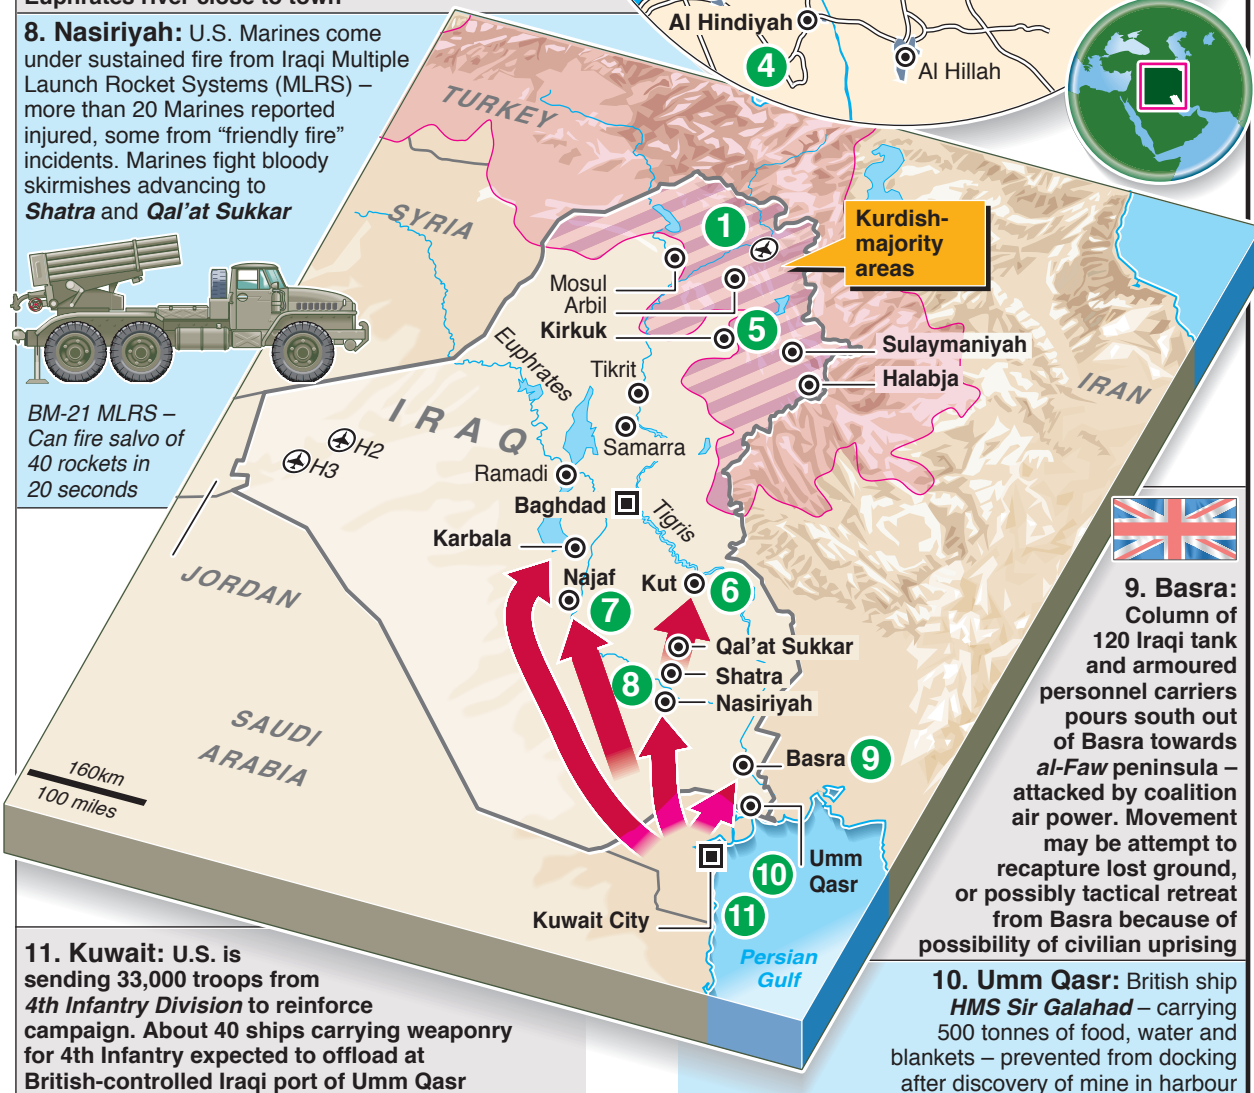 Euphrates river close to town
8. Nasiriyah: U.S. Marines come
under sustained fire from Iraqi Multiple
Launch Rocket Systems (MLRS) –
more than 20 Marines reported
injured, some from “friendly fire”
incidents. Marines fight bloody
skirmishes advancing to
Shatra and Qal’at Sukkar
BM-21 MLRS –
Can fire salvo of
40 rockets in
20 seconds
Al Hindiyah
4
Al Hillah
TURKEY
SYRIA
1
Kurdish-
majority
areas
Mosul
Arbil
Kirkuk
5
Sulaymaniyah
Halabja
IRAN
Euphrates
Tikrit
IRAQ
Samarra
H2
H3
Ramadi
Baghdad
Tigris
Karbala
Najaf
7
Kut
6
JORDAN
Qal’at Sukkar
8
Shatra
Nasiriyah
SAUDI
ARABIA
Basra
9
160km
100 miles
Umm
Qasr
10
11
Kuwait City
Persian
Gulf
9. Basra:
Column of
120 Iraqi tank
and armoured
personnel carriers
pours south out
of Basra towards
al-Faw peninsula –
attacked by coalition
air power. Movement
may be attempt to
recapture lost ground,
or possibly tactical retreat
from Basra because of
possibility of civilian uprising
10. Umm Qasr: British ship
HMS Sir Galahad – carrying
500 tonnes of food, water and
blankets – prevented from docking
after discovery of mine in harbour
11. Kuwait: U.S. is
sending 33,000 troops from
4th Infantry Division to reinforce
campaign. About 40 ships carrying weaponry
for 4th Infantry expected to offload at
British-controlled Iraqi port of Umm Qasr